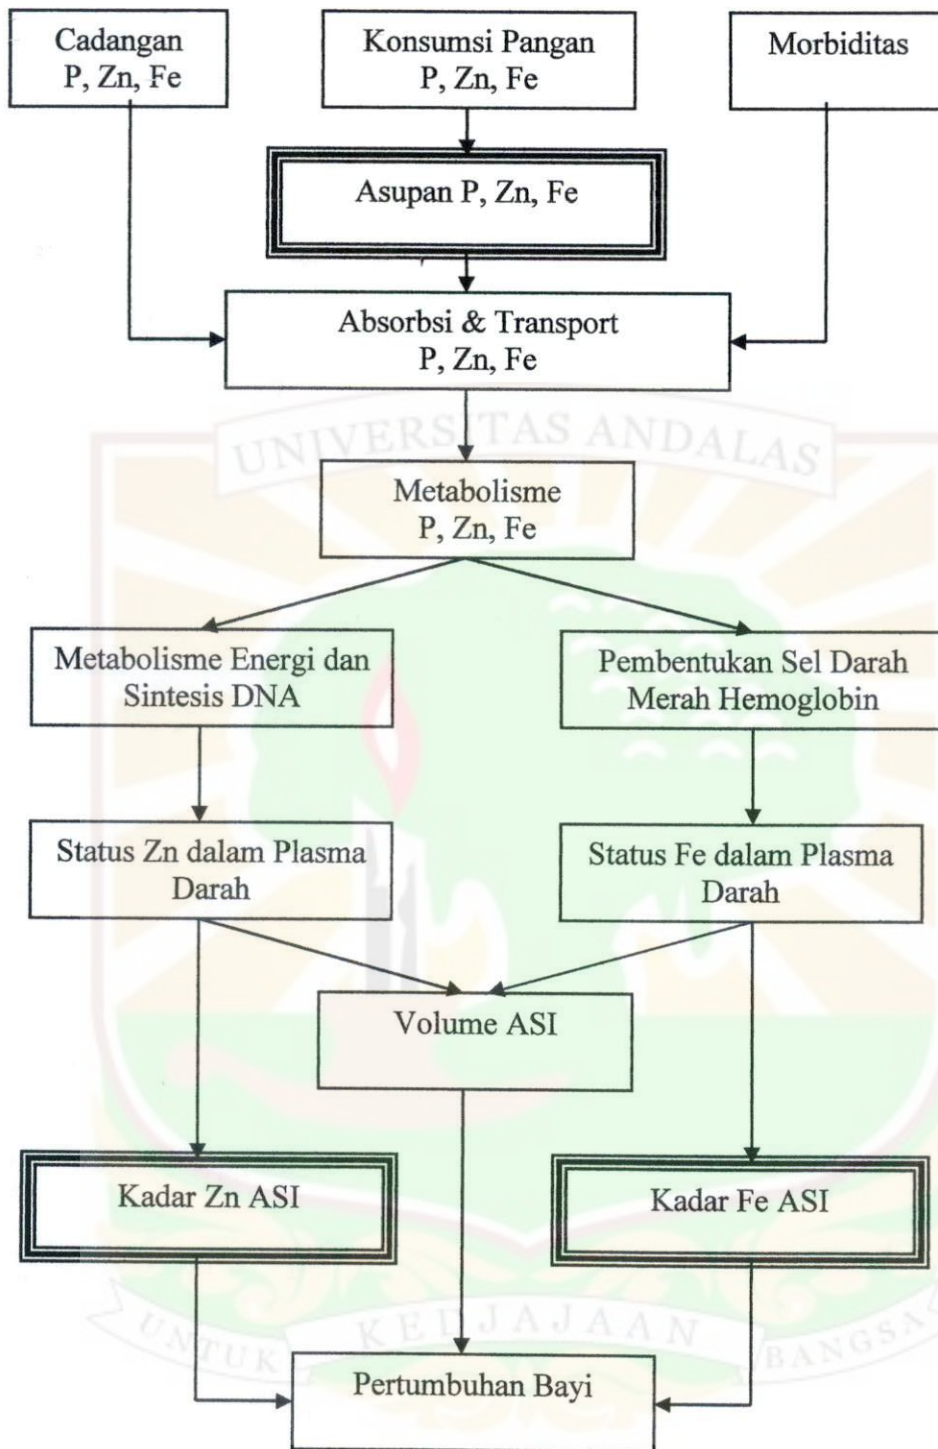 Cadangan
P, Zn, Fe
Konsumsi Pangan
P, Zn, Fe
Morbiditas
Asupan P, Zn, Fe
Absorbsi & Transport
P, Zn, Fe
UNIVERSITAS ANDALAS
Metabolisme
P, Zn, Fe
Metabolisme Energi dan
Sintesis DNA
Pembentukan Sel Darah
Merah Hemoglobin
Status Zn dalam Plasma
Darah
Status Fe dalam Plasma
Darah
Volume ASI
Kadar Zn ASI
Kadar Fe ASI
UNTUK KEDJAJAAN BANGSA
Pertumbuhan Bayi